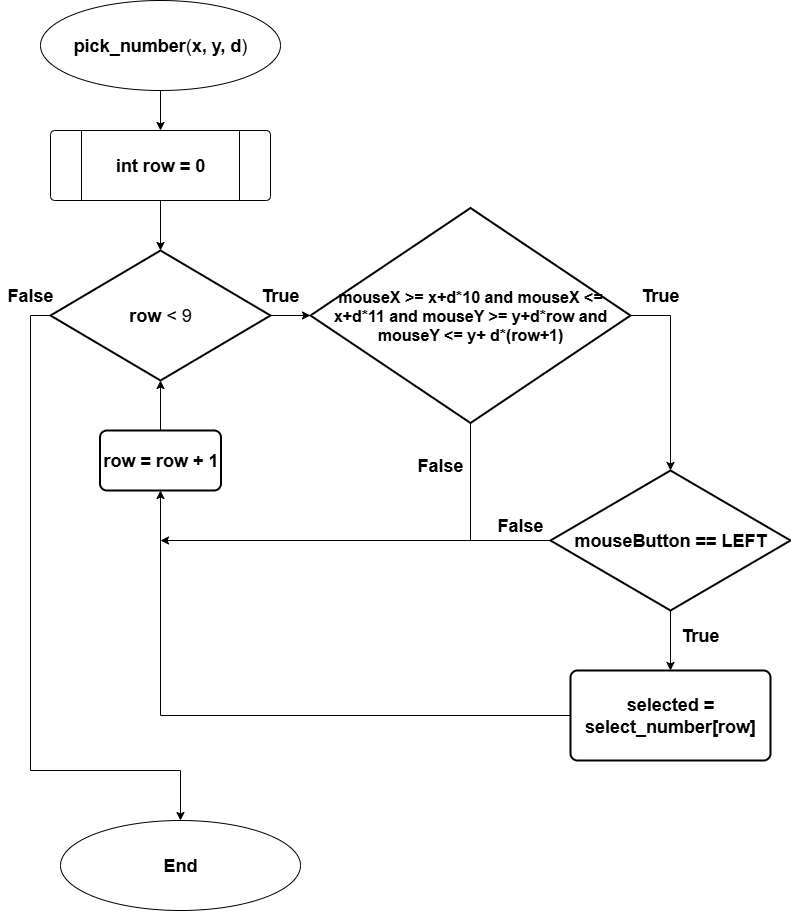 pick_number(x, y, d)
int row = 0
False
row < 9
True
mouseX >= x+d*10 and mouseX <=
x+d*11 and mouseY >= y+d*row and
mouseY <= y+ d*(row+1)
True
row = row + 1
False
False
mouseButton == LEFT
True
selected =
select_number[row]
End